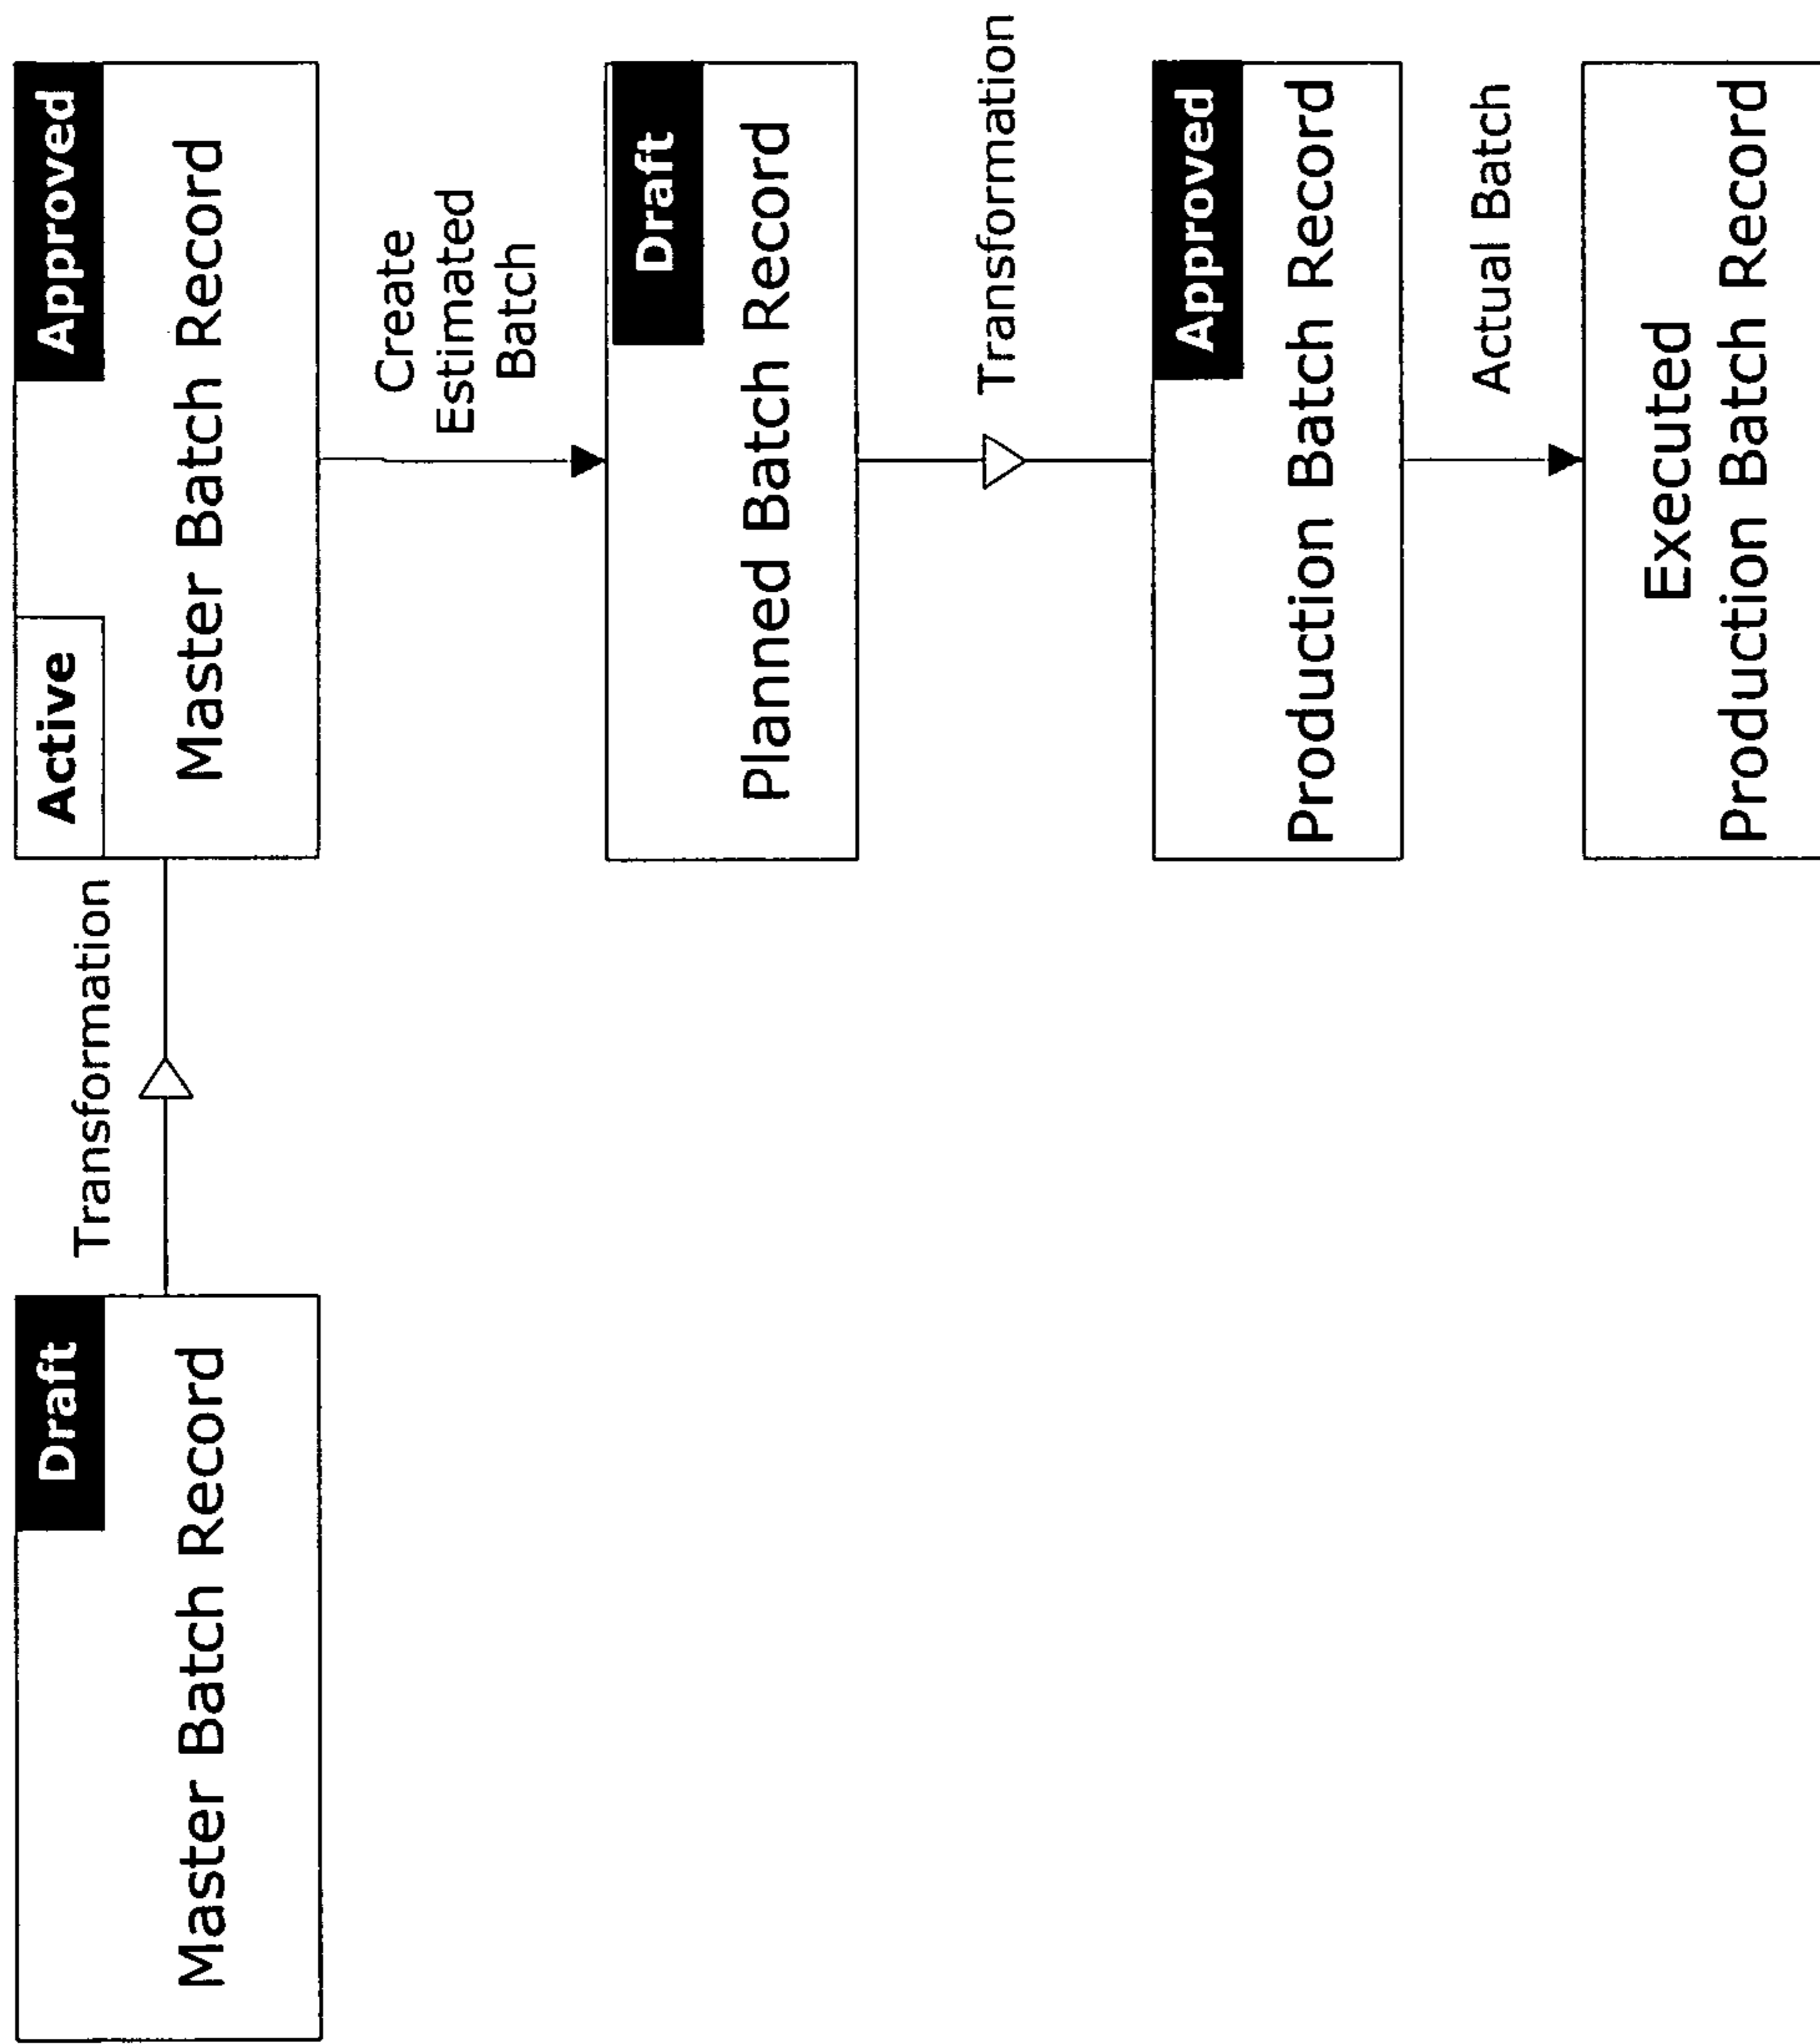 Draft
Master Batch Record
Transformation
Active
Approved
Master Batch Record
Create
Estimated
Batch
Draft
Planned Batch Record
Transformation
Approved
Production Batch Record
Actual Batch
Executed
Production Batch Record